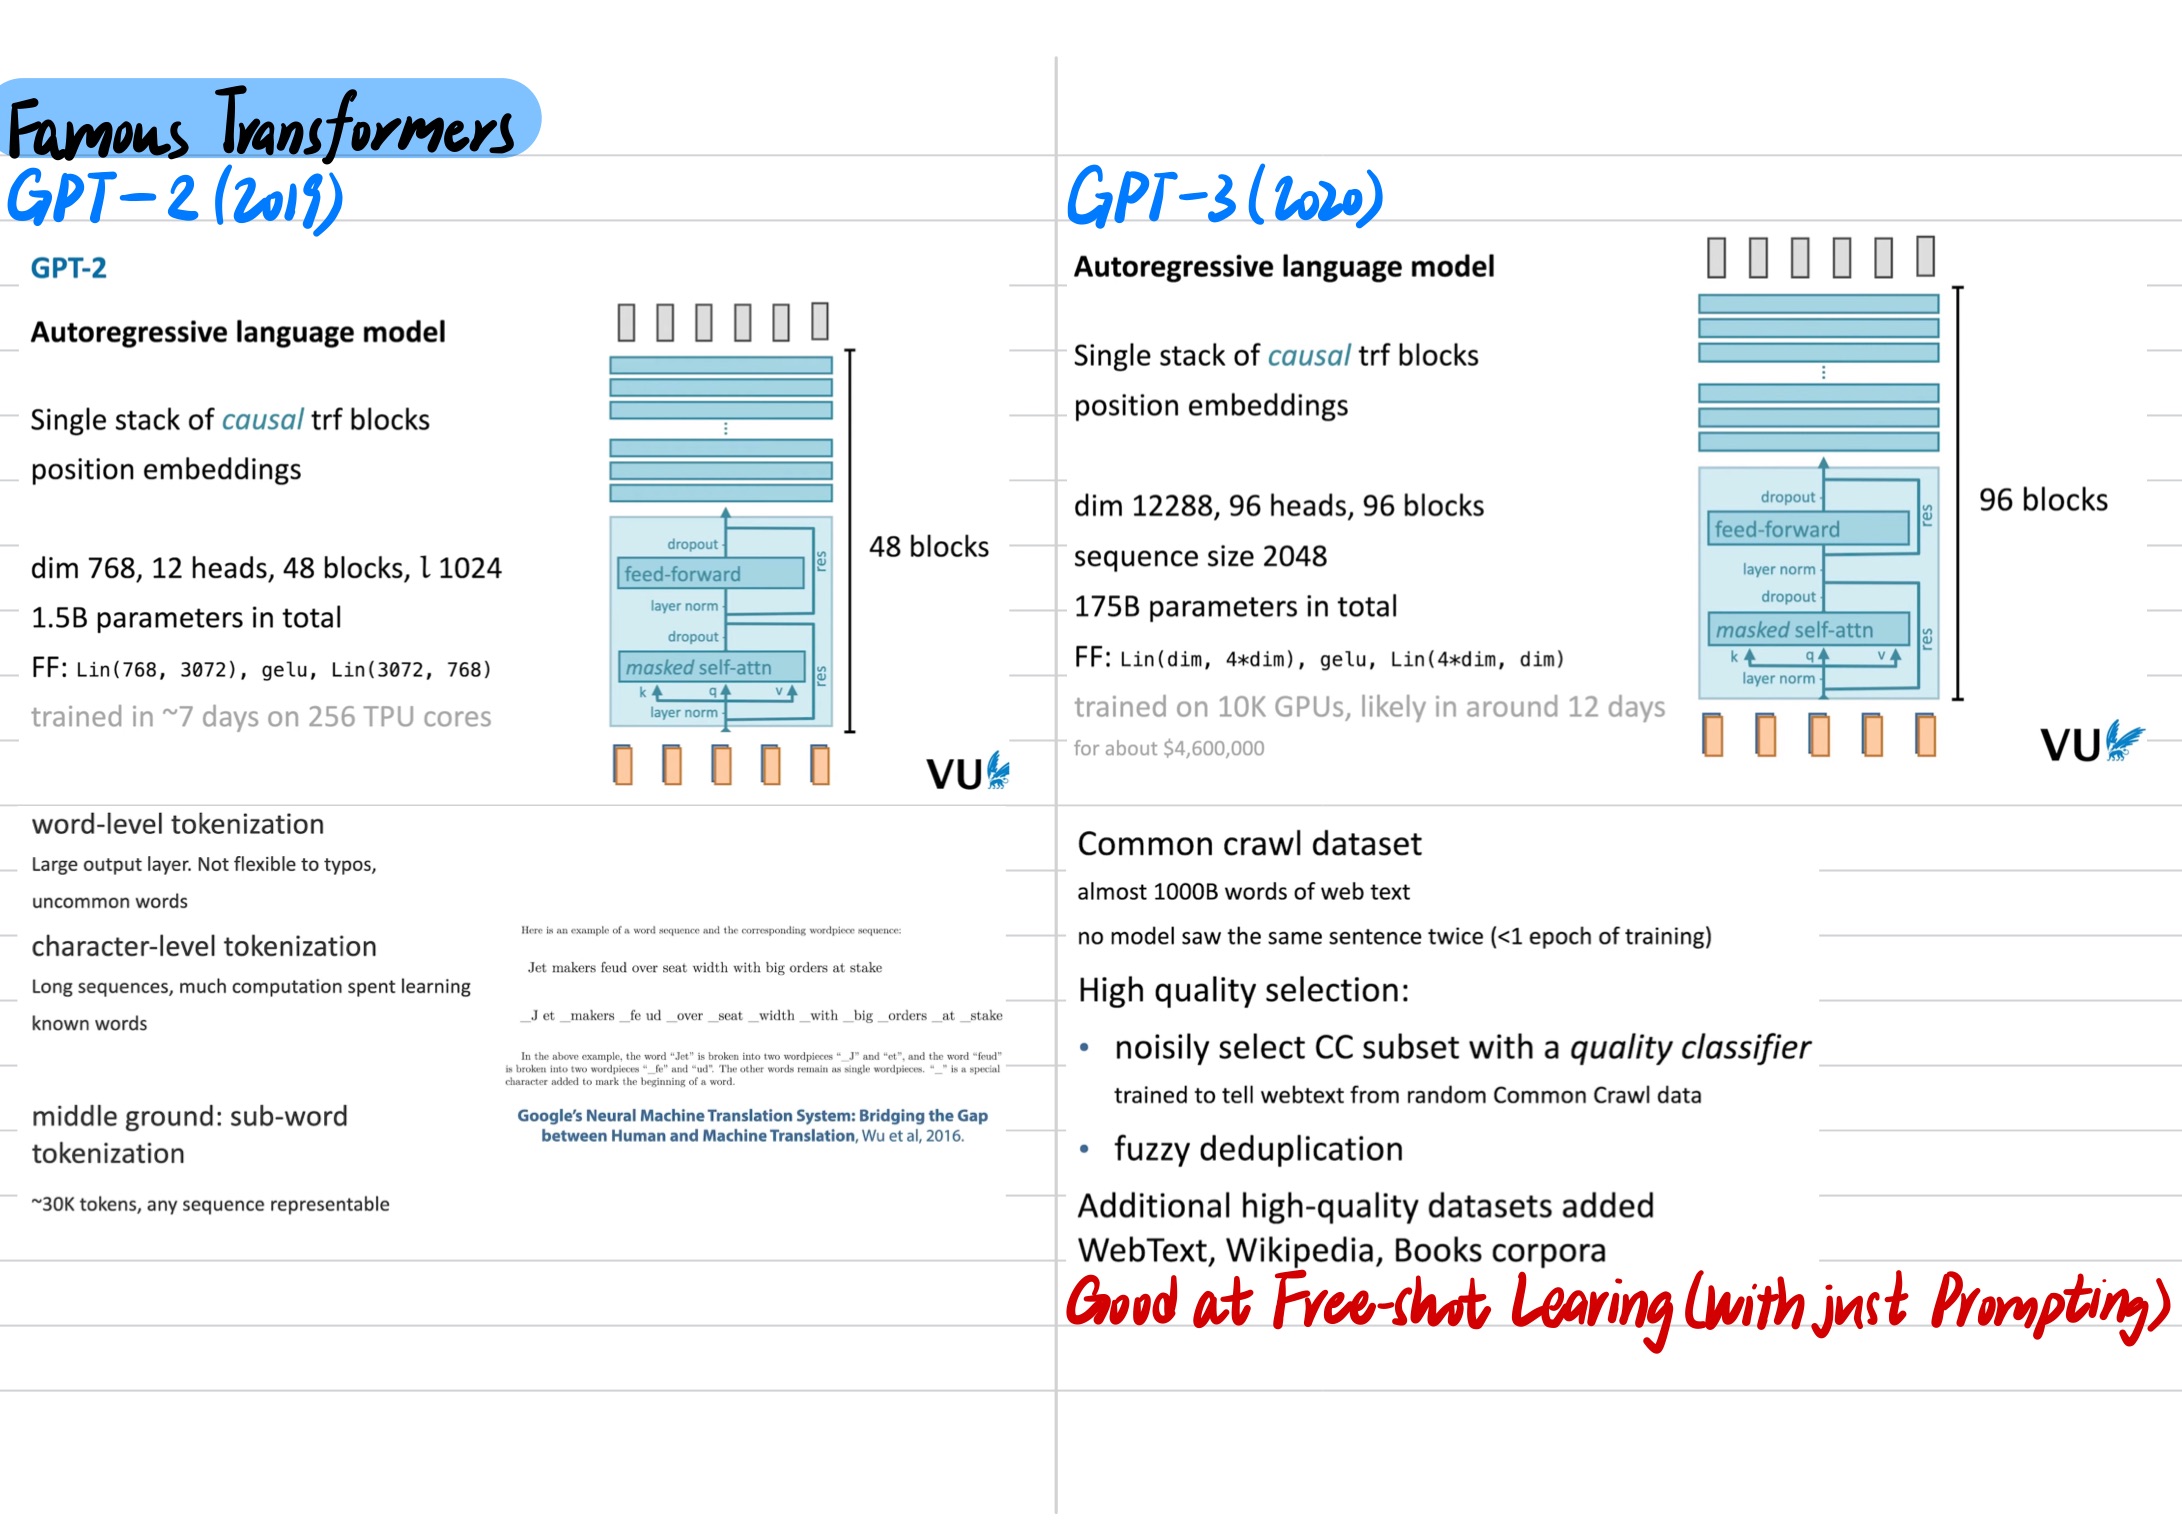 Famous Transformers
GPT-2 (2019)
GPT-2
Autoregressive language model
Single stack of causal trf blocks
position embeddings
dim 768, 12 heads, 48 blocks, l 1024
1.5B parameters in total
FF: Lin(768, 3072), gelu, Lin(3072, 768)
trained in ~7 days on 256 TPU cores
dropout
feed-forward
res
layer norm
dropout
masked self-attn
res
k q v
layer norm
48 blocks
VU
word-level tokenization
Large output layer. Not flexible to typos,
uncommon words
character-level tokenization
Long sequences, much computation spent learning
known words
middle ground: sub-word
tokenization
~30K tokens, any sequence representable
Here is an example of a word sequence and the corresponding wordpiece sequence:
Jet makers feud over seat width with big orders at stake
_J et _makers _fe ud _over _seat _width _with _big _orders _at _stake
In the above example, the word “Jet” is broken into two wordpieces “_J” and “et”, and the word “feud”
is broken into two wordpieces “_fe” and “ud”. The other words remain as single wordpieces. “_” is a special
character added to mark the beginning of a word.
Google’s Neural Machine Translation System: Bridging the Gap
between Human and Machine Translation, Wu et al, 2016.
GPT-3 (2020)
Autoregressive language model
Single stack of causal trf blocks
position embeddings
dim 12288, 96 heads, 96 blocks
sequence size 2048
175B parameters in total
FF: Lin(dim, 4*dim), gelu, Lin(4*dim, dim)
trained on 10K GPUs, likely in around 12 days
for about $4,600,000
dropout
feed-forward
res
layer norm
dropout
masked self-attn
res
k q v
layer norm
96 blocks
VU
Common crawl dataset
almost 1000B words of web text
no model saw the same sentence twice (<1 epoch of training)
High quality selection:
• noisily select CC subset with a quality classifier
trained to tell webtext from random Common Crawl data
• fuzzy deduplication
Additional high-quality datasets added
WebText, Wikipedia, Books corpora
Good at Free-shot Learing (with just Prompting)